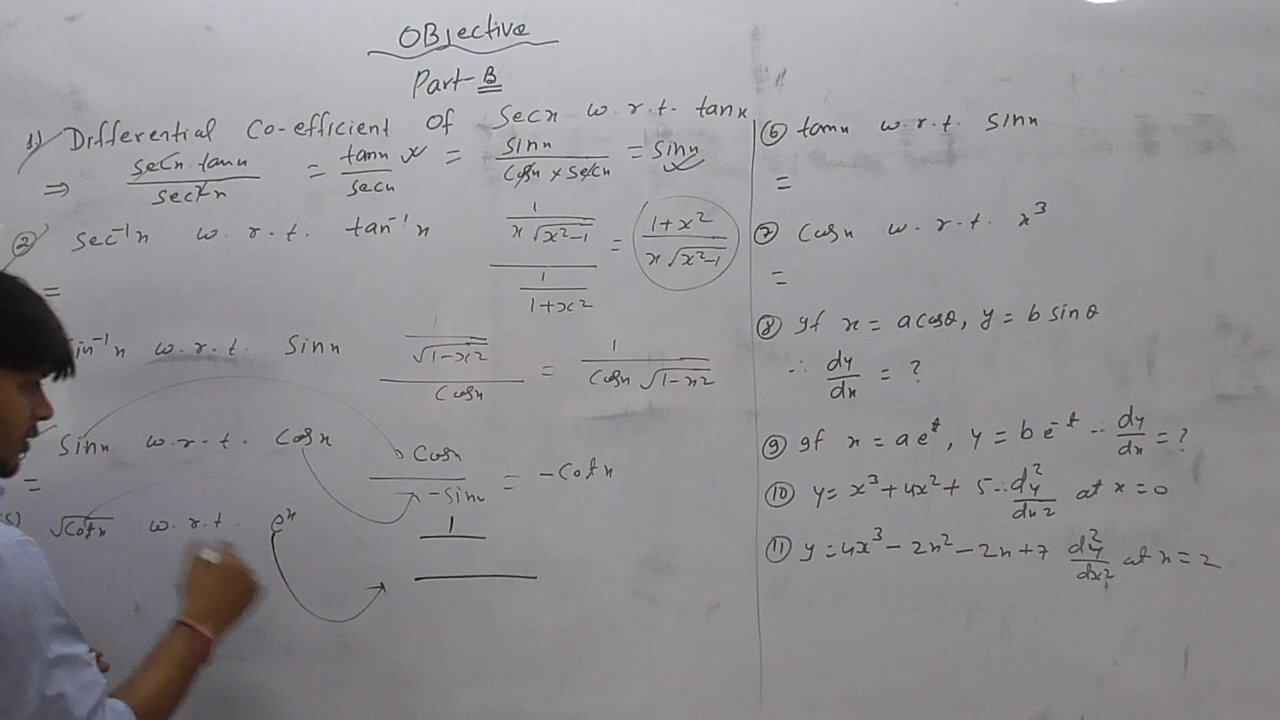 OBjective
Part-B
1) Differential Co-efficient Of Secx w.r.t. tanx
⇒ secx.tanx / sec²x = tanx / secx = sinx / cosx × secx = sinx
② sec⁻¹x w.r.t. tan⁻¹x  1 / x√x²-1 / 1 / 1+x² = 1+x² / x√x²-1
=
sin⁻¹x w.r.t. sinx  1 / √1-x² / cosx = 1 / cosx √1-x²
Sinx w.r.t. Cosx  Cosx / -Sinx = -Cotx
=
√Cotx w.r.t. eˣ  1
⑥ tanx w.r.t. sinx
=
⑦ Cosx w.r.t. x³
=
⑧ If x = a cosθ, y = b sinθ
∴ dy/dx = ?
⑨ If x = a eᵗ, y = b e⁻ᵗ ∴ dy/dx = ?
⑩ y = x³ + 4x² + 5 ∴ d²y/dx² at x = 0
⑪ y = 4x³ - 2x² - 2x + 7 d²y/dx² at x = 2